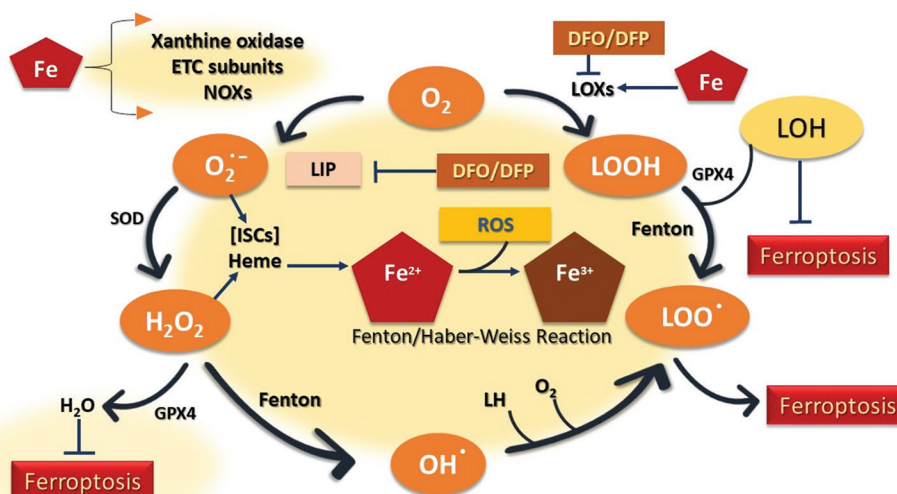 Fe
Xanthine oxidase
ETC subunits
NOXs
DFO/DFP
LOXs
Fe
O₂
LOH
O₂·−
LIP
DFO/DFP
LOOH
GPX4
SOD
[ISCs]
Heme
ROS
Fenton
Ferroptosis
Fe²⁺
Fe³⁺
H₂O₂
LOO·
Fenton/Haber-Weiss Reaction
H₂O
GPX4
Fenton
LH
O₂
Ferroptosis
OH·
Ferroptosis